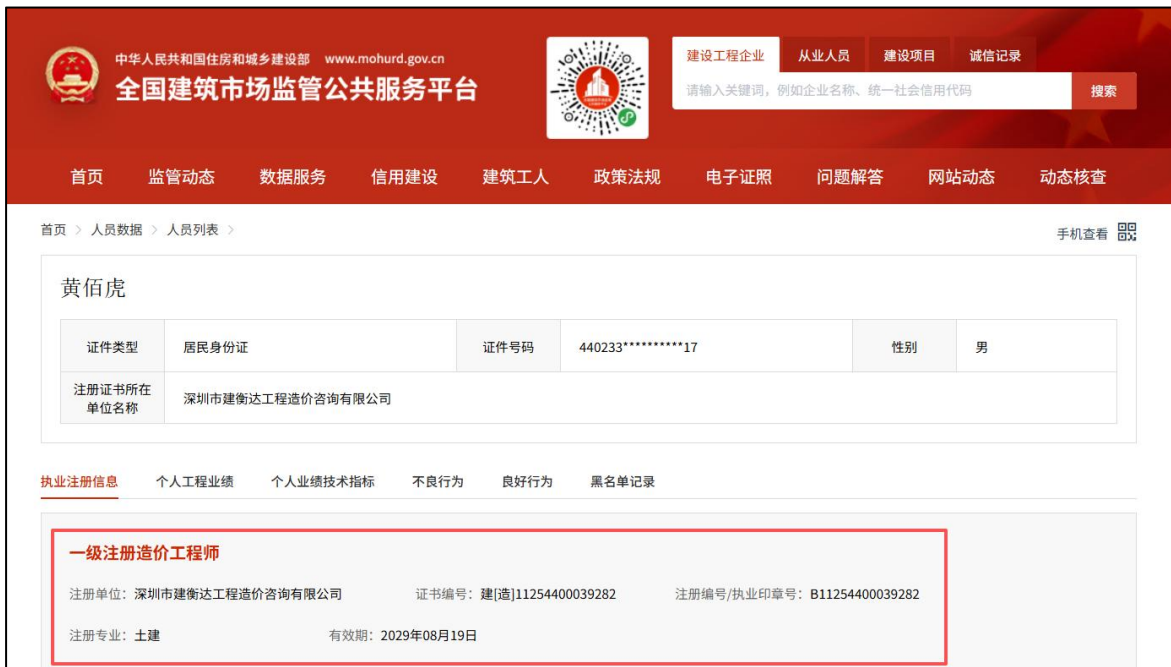 中华人民共和国住房和城乡建设部 www.mohurd.gov.cn
全国建筑市场监管公共服务平台
建设工程企业 从业人员 建设项目 诚信记录
请输入关键词，例如企业名称、统一社会信用代码 搜索
首页 监管动态 数据服务 信用建设 建筑工人 政策法规 电子证照 问题解答 网站动态 动态核查
首页 > 人员数据 > 人员列表 >
手机查看
黄佰虎
证件类型 居民身份证 证件号码 440233**********17 性别 男
注册证书所在
单位名称
深圳市建衡达工程造价咨询有限公司
执业注册信息 个人工程业绩 个人业绩技术指标 不良行为 良好行为 黑名单记录
一级注册造价工程师
注册单位：深圳市建衡达工程造价咨询有限公司 证书编号：建[造]11254400039282 注册编号/执业印章号：B11254400039282
注册专业：土建 有效期：2029年08月19日